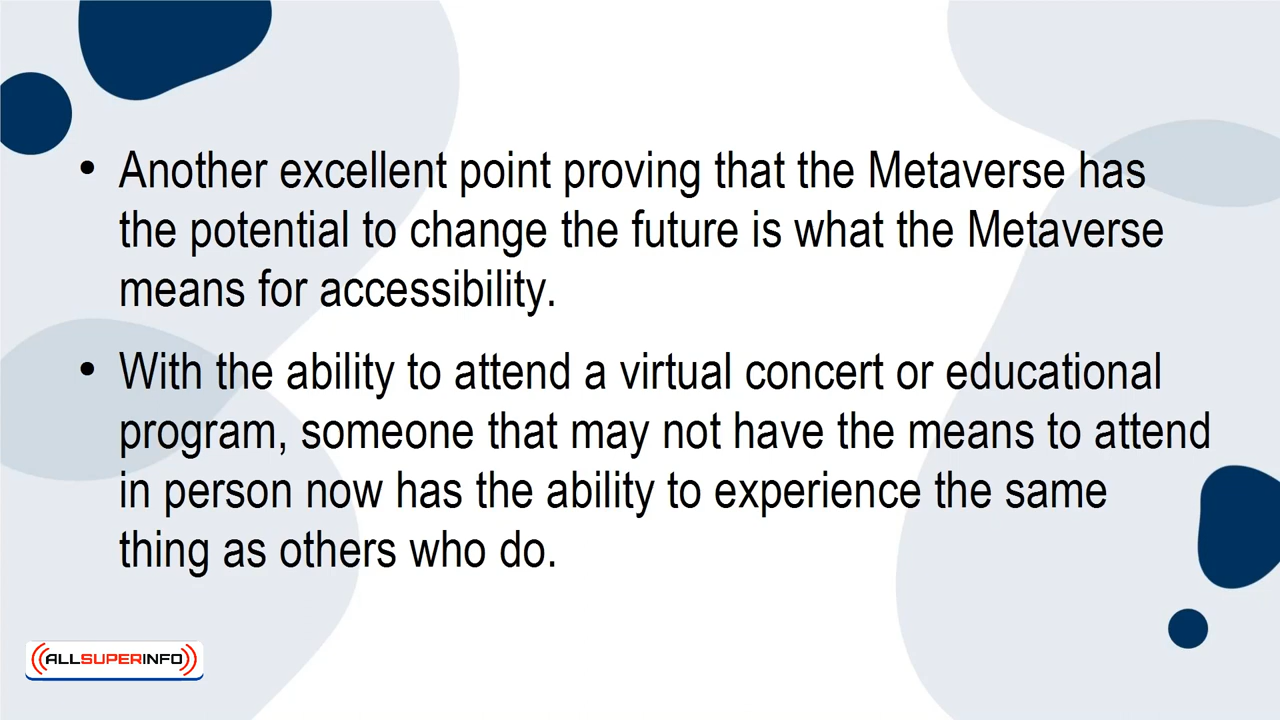 • Another excellent point proving that the Metaverse has
the potential to change the future is what the Metaverse
means for accessibility.
• With the ability to attend a virtual concert or educational
program, someone that may not have the means to attend
in person now has the ability to experience the same
thing as others who do.
ALLSUPERINFO